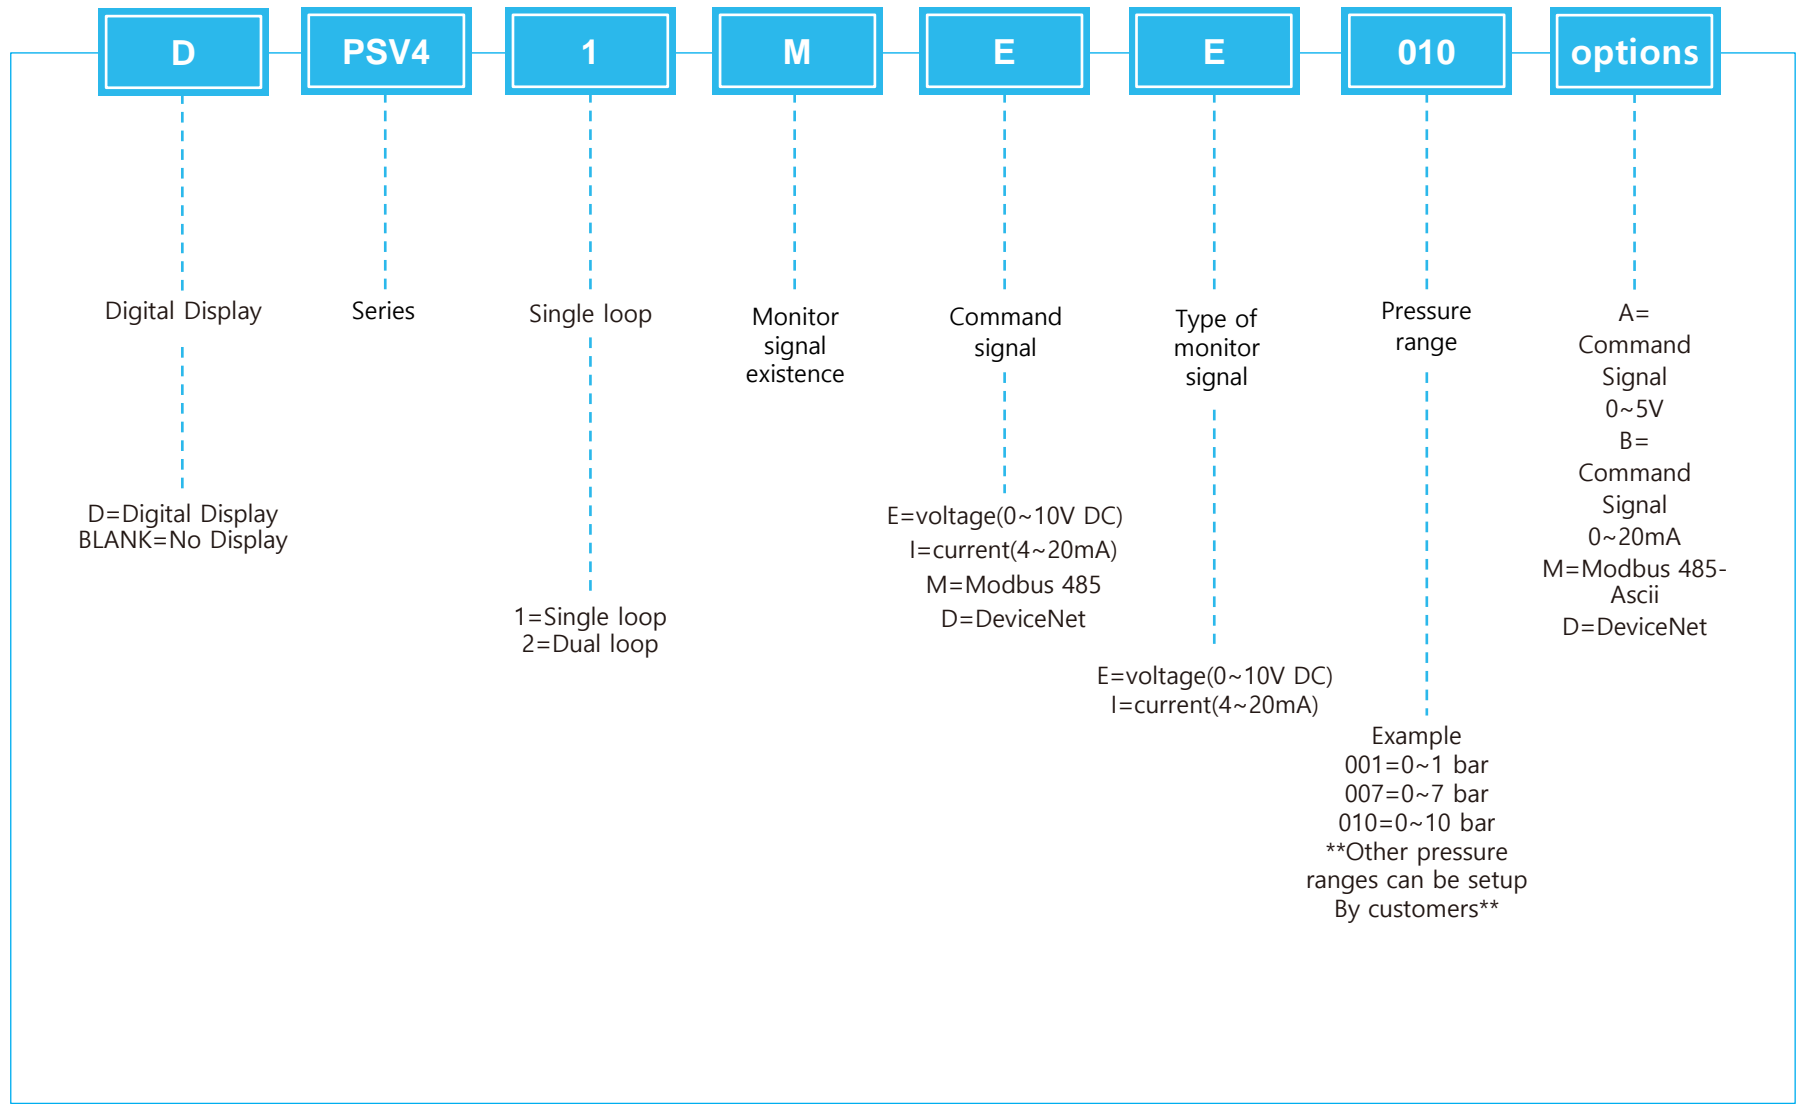 D
PSV4
1
M
E
E
010
options
Digital Display
D=Digital Display
BLANK=No Display
Series
Single loop
1=Single loop
2=Dual loop
Monitor
signal
existence
Command
signal
E=voltage(0~10V DC)
I=current(4~20mA)
M=Modbus 485
D=DeviceNet
Type of
monitor
signal
E=voltage(0~10V DC)
I=current(4~20mA)
Pressure
range
Example
001=0~1 bar
007=0~7 bar
010=0~10 bar
**Other pressure
ranges can be setup
By customers**
A=
Command
Signal
0~5V
B=
Command
Signal
0~20mA
M=Modbus 485-
Ascii
D=DeviceNet